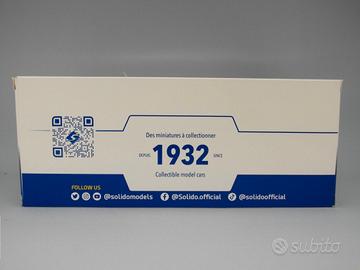 Des miniatures à collectionner
DEPUIS 1932 SINCE
Collectible model cars
FOLLOW US
@solidomodels @Solido.official @solidoofficial
subito